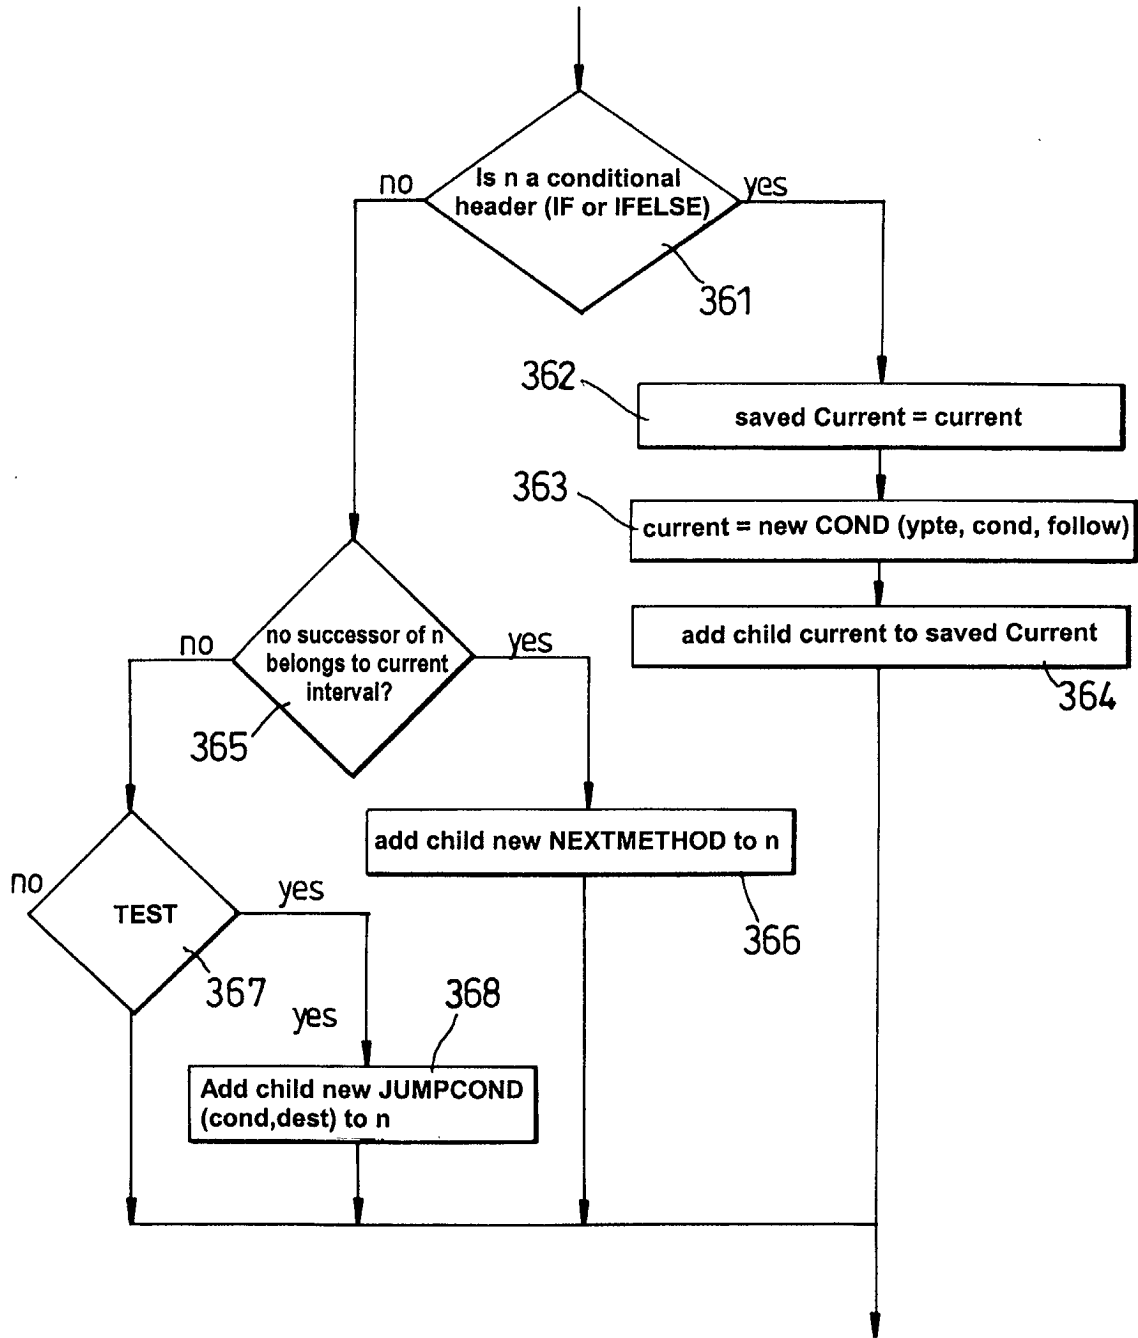 Is n a conditional
header (IF or IFELSE)
no
yes
361
362
saved Current = current
363
current = new COND (ypte, cond, follow)
add child current to saved Current
364
no successor of n
belongs to current
interval?
no
yes
365
add child new NEXTMETHOD to n
366
no
TEST
yes
367
yes
368
Add child new JUMPCOND
(cond,dest) to n